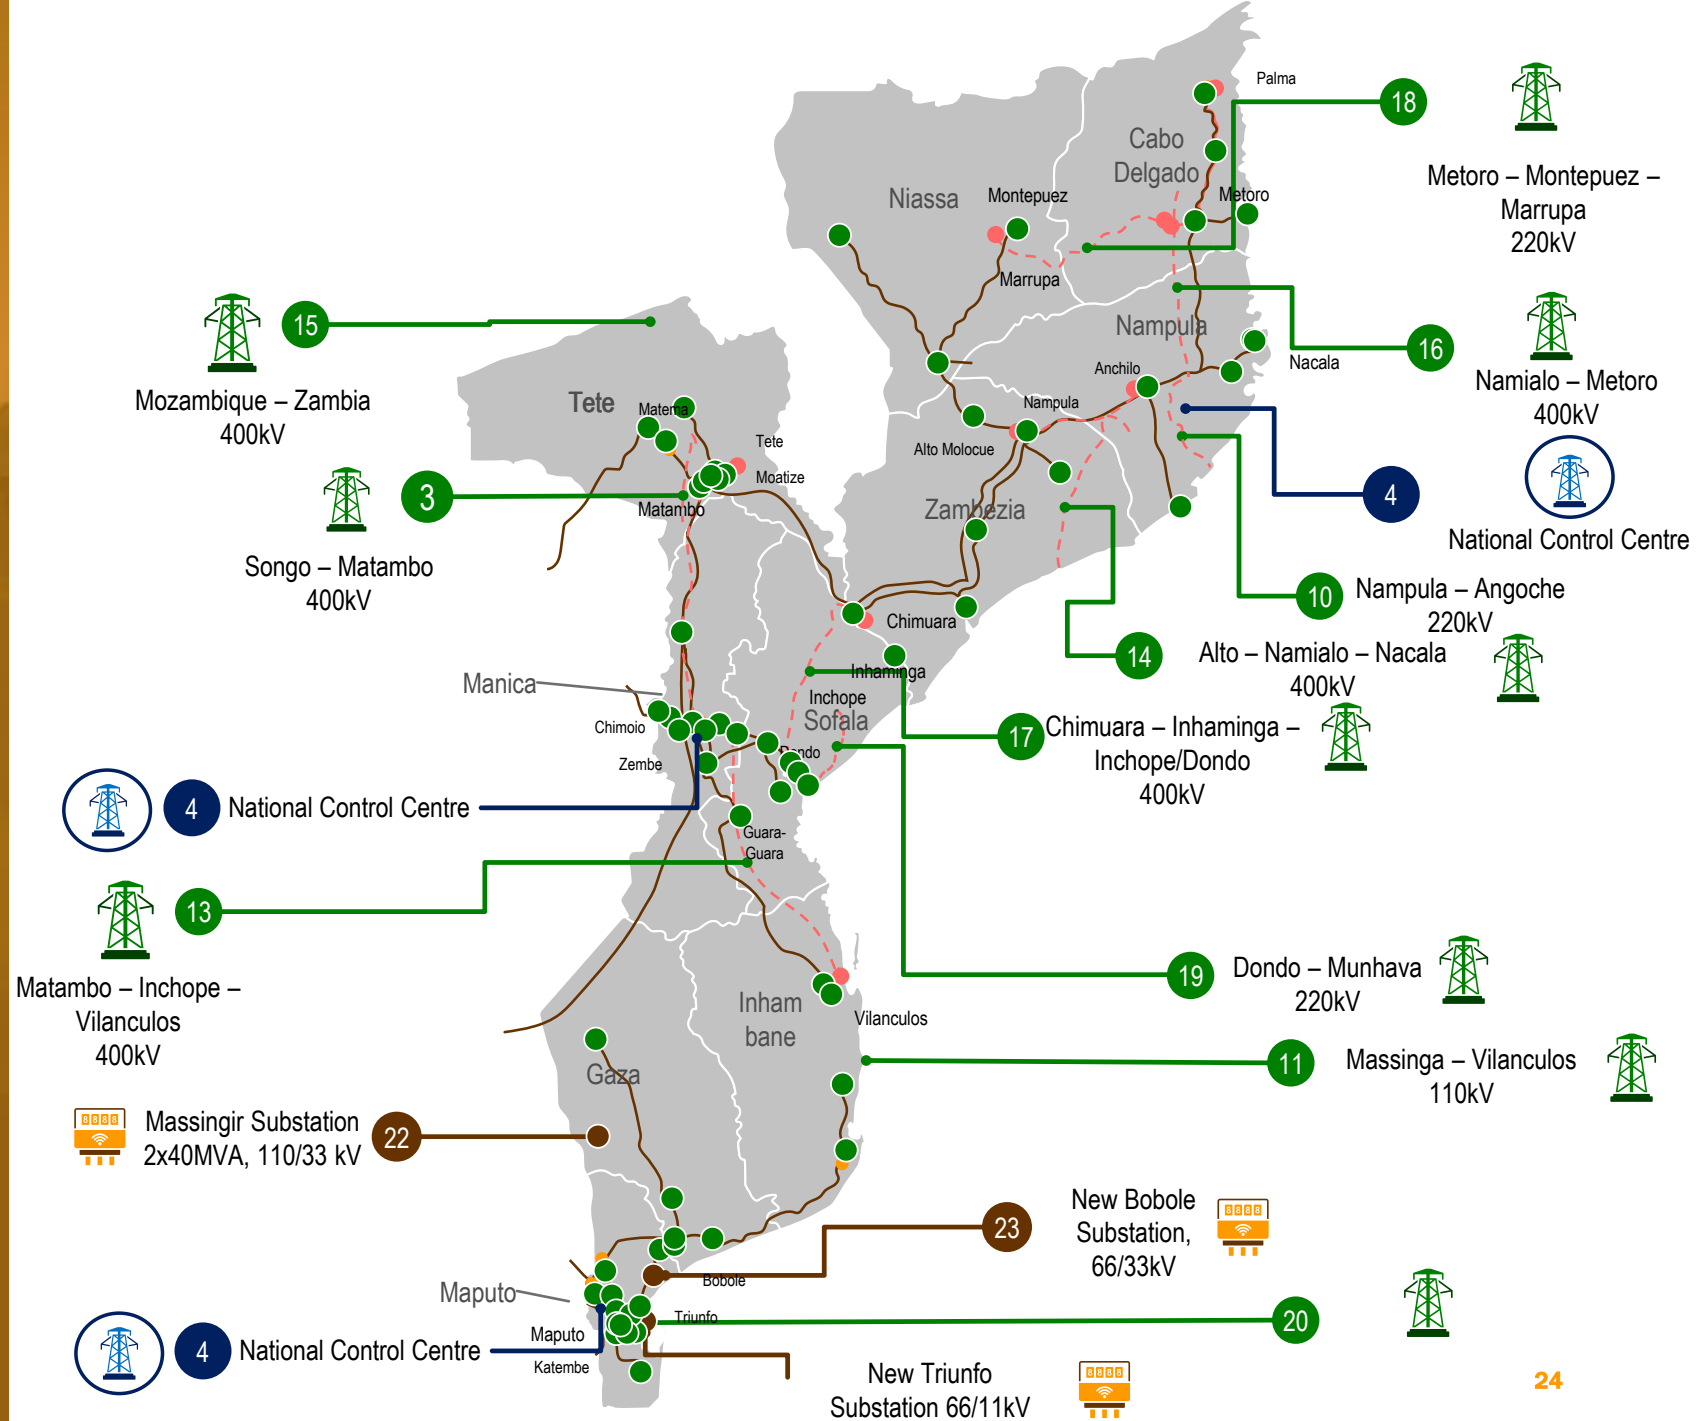 Palma
18
Cabo
Delgado
Metoro – Montepuez –
Marrupa
220kV
Niassa
Montepuez
Metoro
Marrupa
15
Mozambique – Zambia
400kV
Nampula
Nacala
16
Namialo – Metoro
400kV
Anchilo
Tete
Matema
Nampula
Tete
Alto Molocue
Moatize
3
Matambo
Songo – Matambo
400kV
Zambezia
4
National Control Centre
10
Nampula – Angoche
220kV
Chimuara
14
Alto – Namialo – Nacala
400kV
Inhaminga
Manica
Inchope
Sofala
Chimoio
17
Chimuara – Inhaminga –
Inchope/Dondo
400kV
Dondo
Zembe
4
National Control Centre
Guara-
Guara
13
Matambo – Inchope –
Vilanculos
400kV
19
Dondo – Munhava
220kV
Inham
bane
Vilanculos
11
Massinga – Vilanculos
110kV
Gaza
Massingir Substation
2x40MVA, 110/33 kV
22
8888
23
New Bobole
Substation,
66/33kV
8888
Bobole
Maputo
Triunfo
20
Maputo
4
National Control Centre
Katembe
New Triunfo
Substation 66/11kV
8888
24